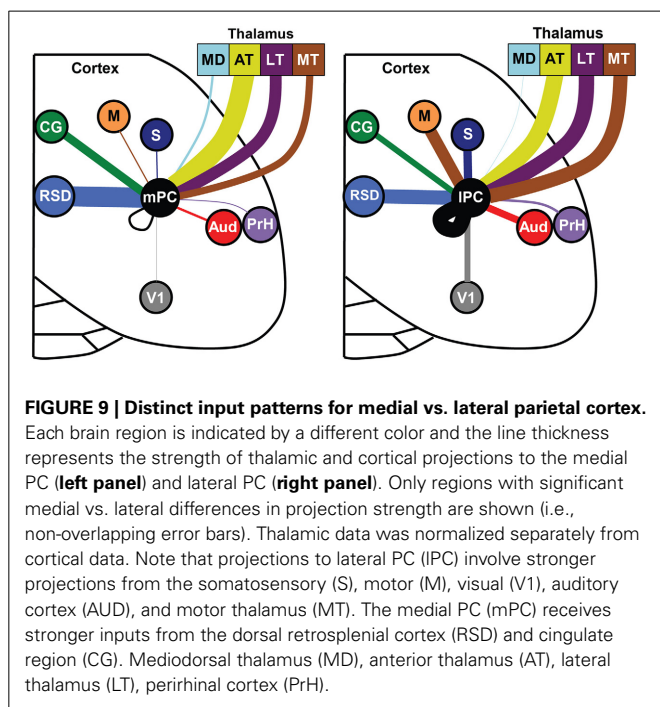 Thalamus
Cortex
MD AT LT MT
M
CG
S
RSD
mPC
Aud
PrH
V1
Thalamus
Cortex
MD AT LT MT
M
CG
S
RSD
lPC
Aud
PrH
V1
FIGURE 9 | Distinct input patterns for medial vs. lateral parietal cortex.
Each brain region is indicated by a different color and the line thickness
represents the strength of thalamic and cortical projections to the medial
PC (left panel) and lateral PC (right panel). Only regions with significant
medial vs. lateral differences in projection strength are shown (i.e.,
non-overlapping error bars). Thalamic data was normalized separately from
cortical data. Note that projections to lateral PC (lPC) involve stronger
projections from the somatosensory (S), motor (M), visual (V1), auditory
cortex (AUD), and motor thalamus (MT). The medial PC (mPC) receives
stronger inputs from the dorsal retrosplenial cortex (RSD) and cingulate
region (CG). Mediodorsal thalamus (MD), anterior thalamus (AT), lateral
thalamus (LT), perirhinal cortex (PrH).